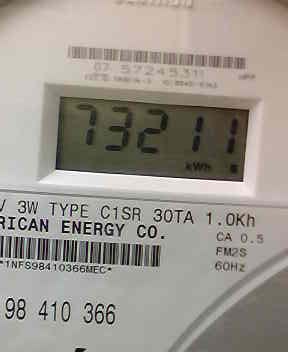 07 57245311
73211
kWh
V 3W TYPE C1SR 30TA 1.0Kh
RICAN ENERGY CO.
CA 0.5
FM2S
60Hz
*1NFS98410366MEC*
98 410 366